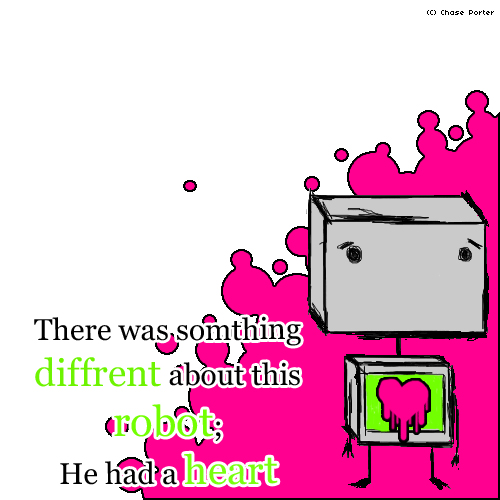 (C) Chase Porter
There was somthing
diffrent about this
robot;
He had a heart